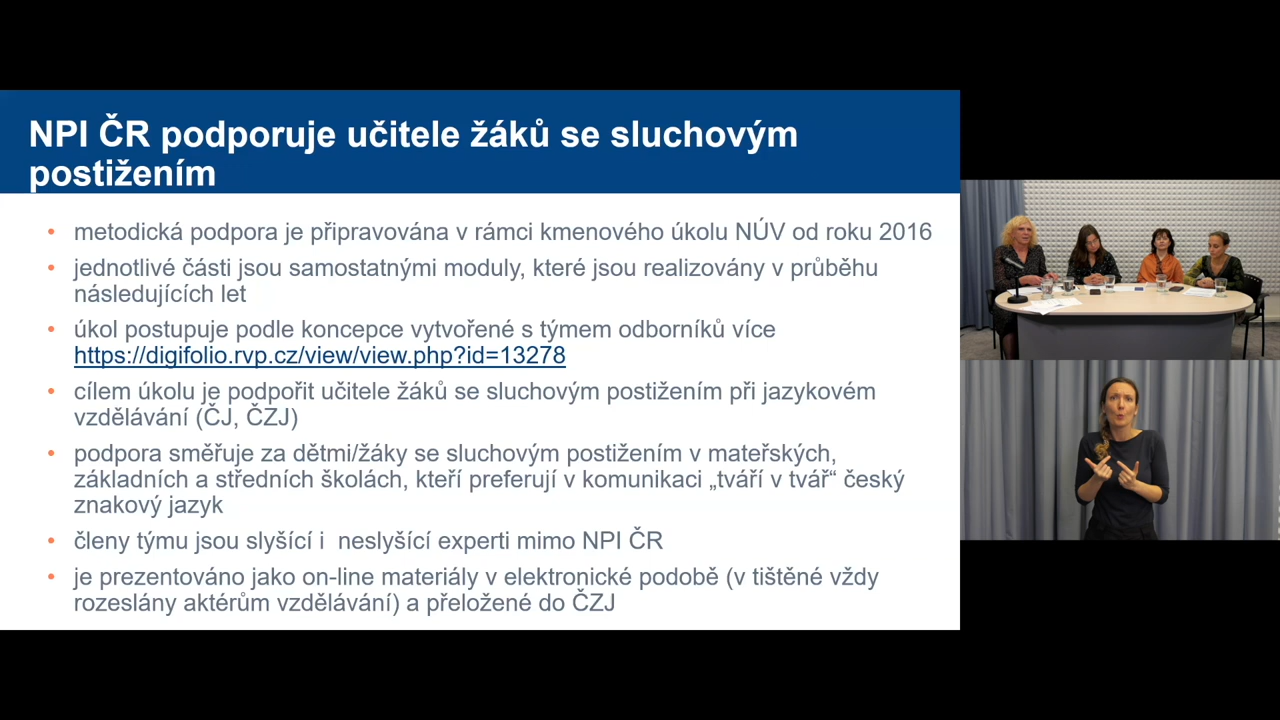 NPI ČR podporuje učitele žáků se sluchovým
postižením
• metodická podpora je připravována v rámci kmenového úkolu NÚV od roku 2016
• jednotlivé části jsou samostatnými moduly, které jsou realizovány v průběhu
následujících let
• úkol postupuje podle koncepce vytvořené s týmem odborníků více
https://digifolio.rvp.cz/view/view.php?id=13278
• cílem úkolu je podpořit učitele žáků se sluchovým postižením při jazykovém
vzdělávání (ČJ, ČZJ)
• podpora směřuje za dětmi/žáky se sluchovým postižením v mateřských,
základních a středních školách, kteří preferují v komunikaci „tváří v tvář“ český
znakový jazyk
• členy týmu jsou slyšící i  neslyšící experti mimo NPI ČR
• je prezentováno jako on-line materiály v elektronické podobě (v tištěné vždy
rozeslány aktérům vzdělávání) a přeložené do ČZJ